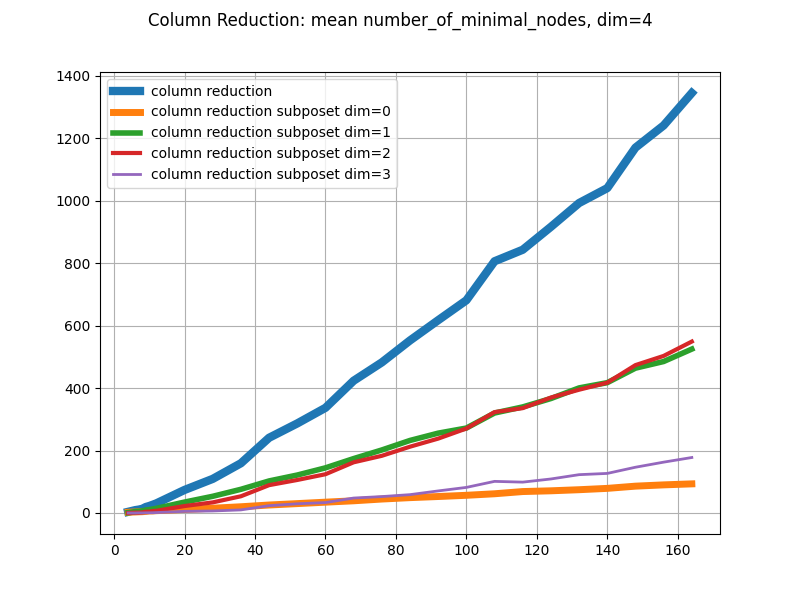 Column Reduction: mean number_of_minimal_nodes, dim=4
1400
1200
1000
800
600
400
200
0
column reduction
column reduction subposet dim=0
column reduction subposet dim=1
column reduction subposet dim=2
column reduction subposet dim=3
0 20 40 60 80 100 120 140 160